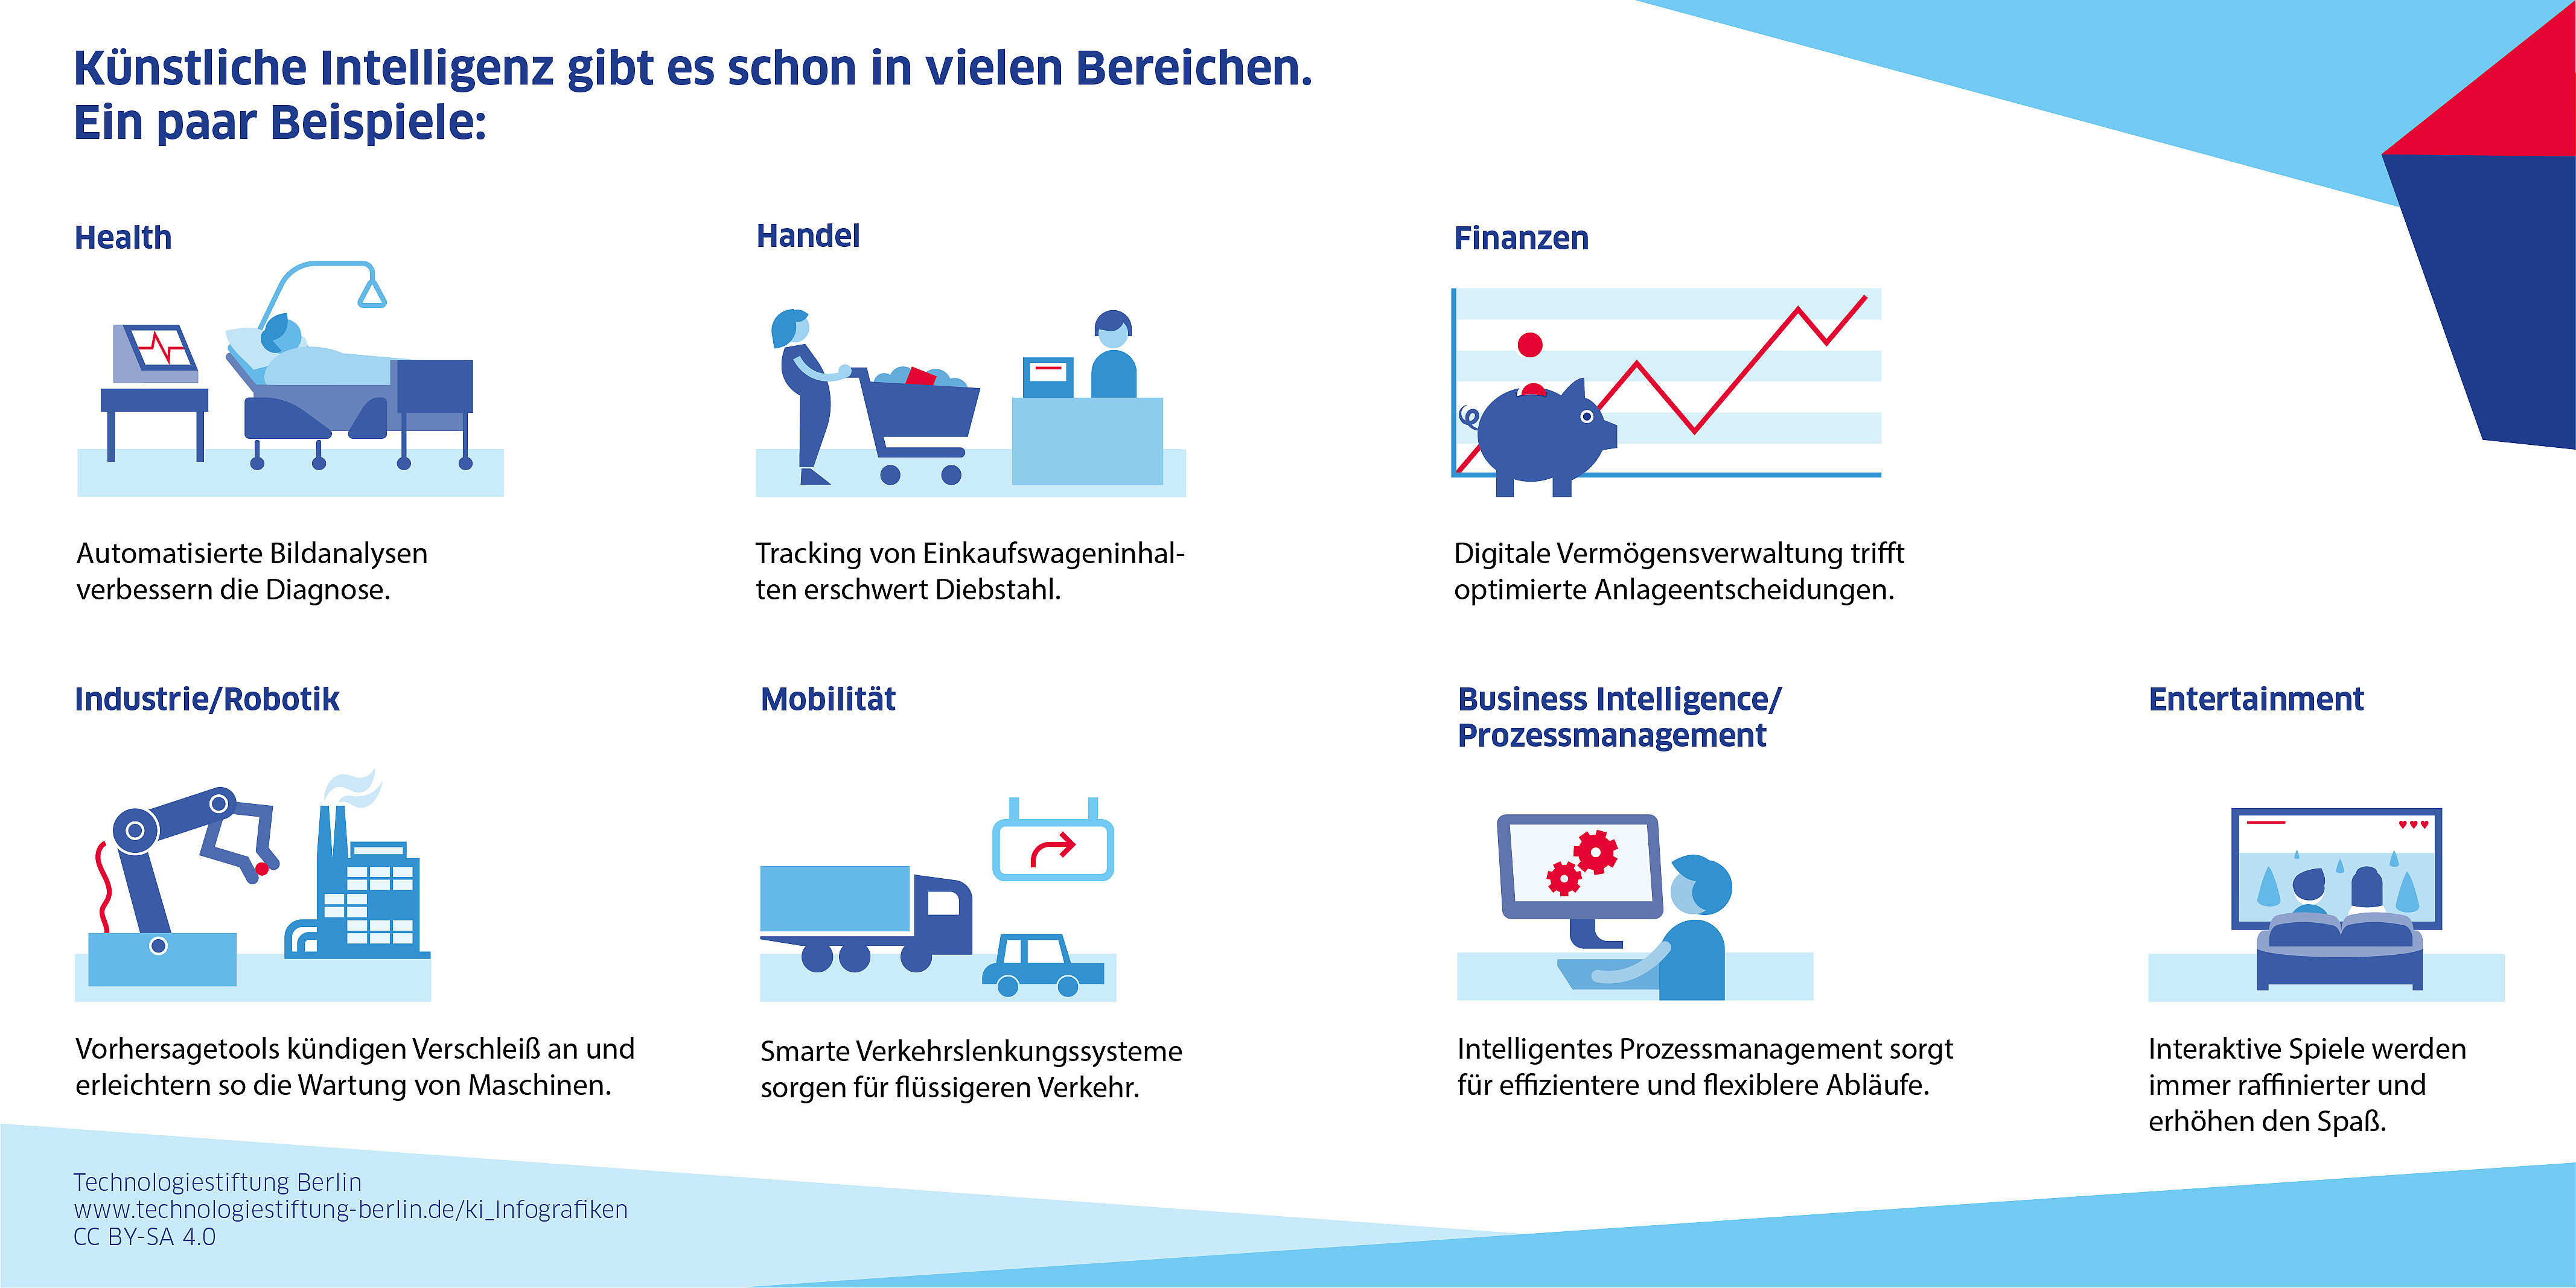 Künstliche Intelligenz gibt es schon in vielen Bereichen.
Ein paar Beispiele:
Health
Automatisierte Bildanalysen
verbessern die Diagnose.
Handel
Tracking von Einkaufswageninhal-
ten erschwert Diebstahl.
Finanzen
Digitale Vermögensverwaltung trifft
optimierte Anlageentscheidungen.
Industrie/Robotik
Vorhersagetools kündigen Verschleiß an und
erleichtern so die Wartung von Maschinen.
Mobilität
Smarte Verkehrslenkungssysteme
sorgen für flüssigeren Verkehr.
Business Intelligence/
Prozessmanagement
Intelligentes Prozessmanagement sorgt
für effizientere und flexiblere Abläufe.
Entertainment
Interaktive Spiele werden
immer raffinierter und
erhöhen den Spaß.
Technologiestiftung Berlin
www.technologiestiftung-berlin.de/ki_Infografiken
CC BY-SA 4.0